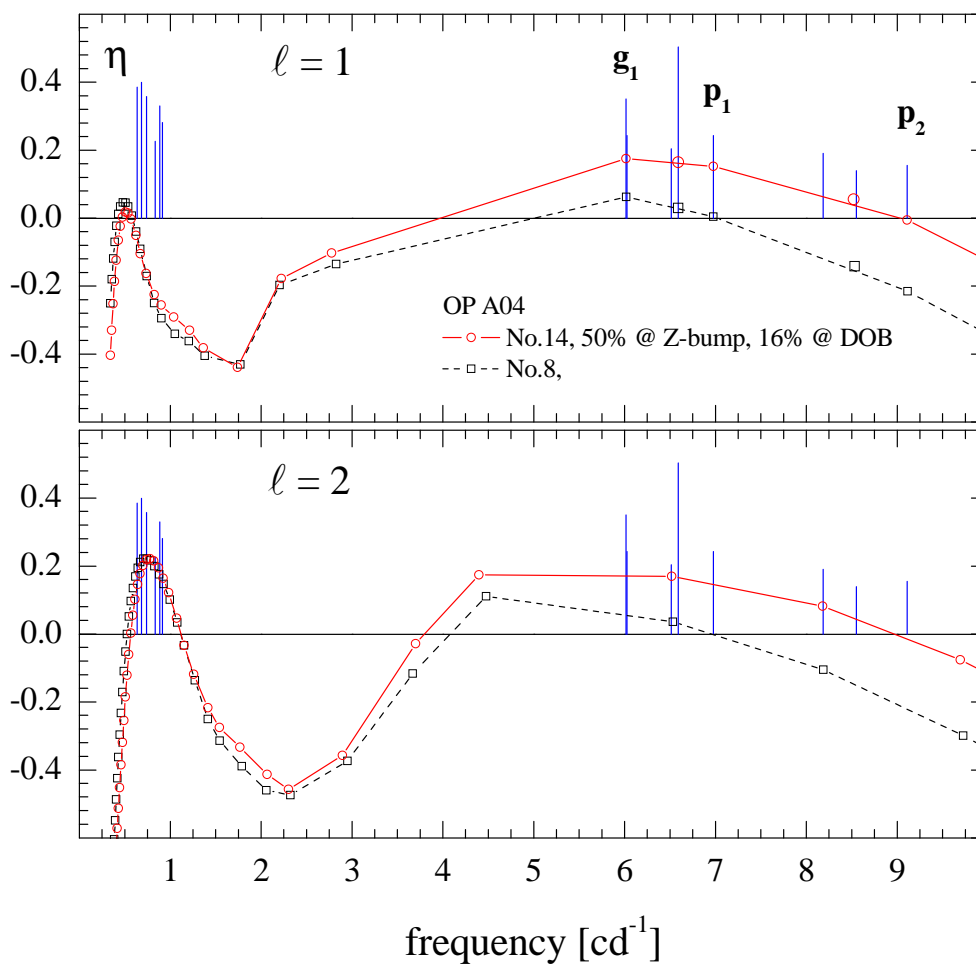 η
ℓ = 1
g₁
p₁
p₂
0.4
0.2
0.0
-0.2
-0.4
OP A04
No.14, 50% @ Z-bump, 16% @ DOB
No.8,
ℓ = 2
0.4
0.2
0.0
-0.2
-0.4
1 2 3 4 5 6 7 8 9
frequency [cd⁻¹]